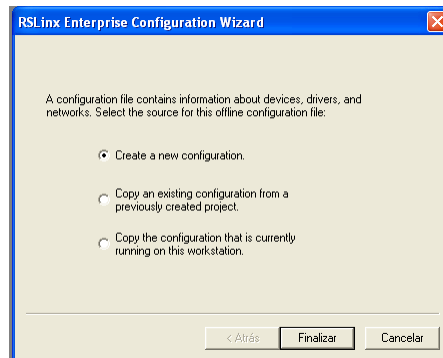 RSLinx Enterprise Configuration Wizard
A configuration file contains information about devices, drivers, and
networks. Select the source for this offline configuration file:
Create a new configuration.
Copy an existing configuration from a
previously created project.
Copy the configuration that is currently
running on this workstation.
< Atrás
Finalizar
Cancelar